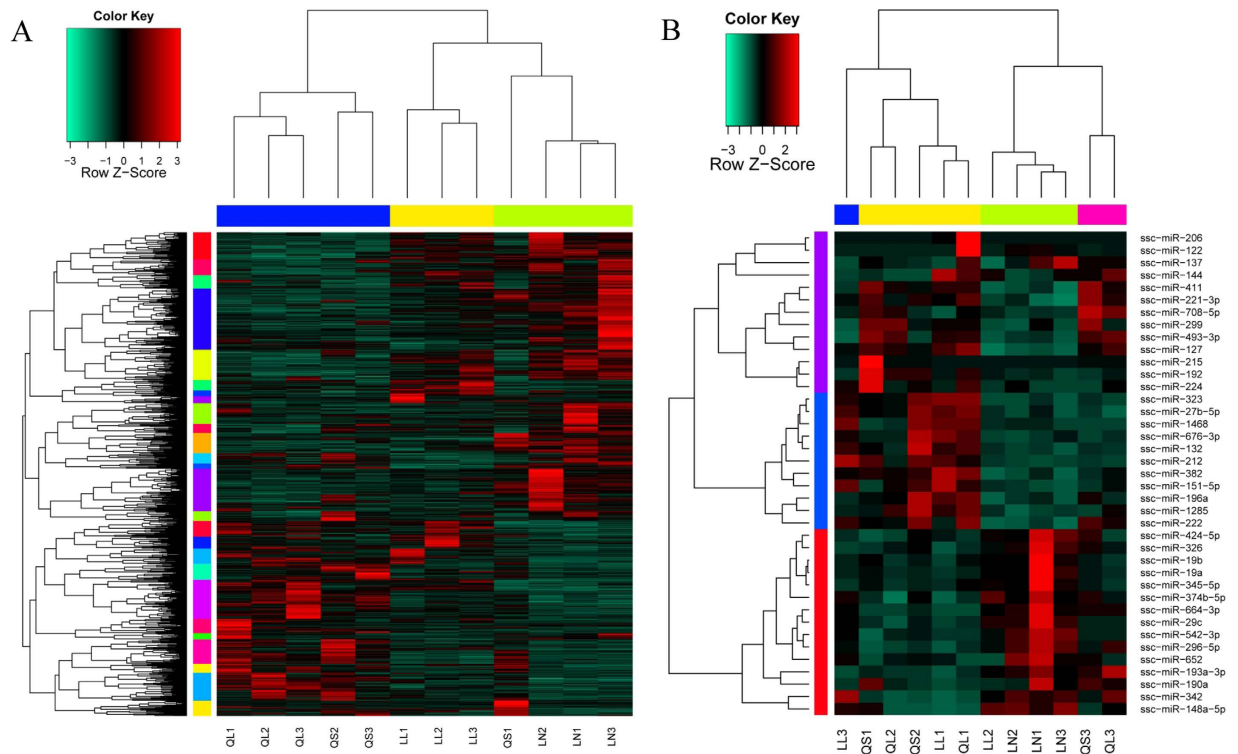 A
Color Key
-3 -1 0 1 2 3
Row Z-Score
QL1 QL2 QL3 QS2 QS3 LL1 LL2 LL3 QS1 LN2 LN1 LN3
B
Color Key
-3 0 2
Row Z-Score
ssc-miR-206
ssc-miR-122
ssc-miR-137
ssc-miR-144
ssc-miR-411
ssc-miR-221-3p
ssc-miR-708-5p
ssc-miR-299
ssc-miR-493-3p
ssc-miR-127
ssc-miR-215
ssc-miR-192
ssc-miR-224
ssc-miR-323
ssc-miR-27b-5p
ssc-miR-1468
ssc-miR-676-3p
ssc-miR-132
ssc-miR-212
ssc-miR-382
ssc-miR-151-5p
ssc-miR-196a
ssc-miR-1285
ssc-miR-222
ssc-miR-424-5p
ssc-miR-326
ssc-miR-19b
ssc-miR-19a
ssc-miR-345-5p
ssc-miR-374b-5p
ssc-miR-664-3p
ssc-miR-29c
ssc-miR-542-3p
ssc-miR-296-5p
ssc-miR-652
ssc-miR-193a-3p
ssc-miR-190a
ssc-miR-342
ssc-miR-148a-5p
LL3 QS1 QL2 QS2 LL1 QL1 LL2 LN2 LN1 LN3 QS3 QL3